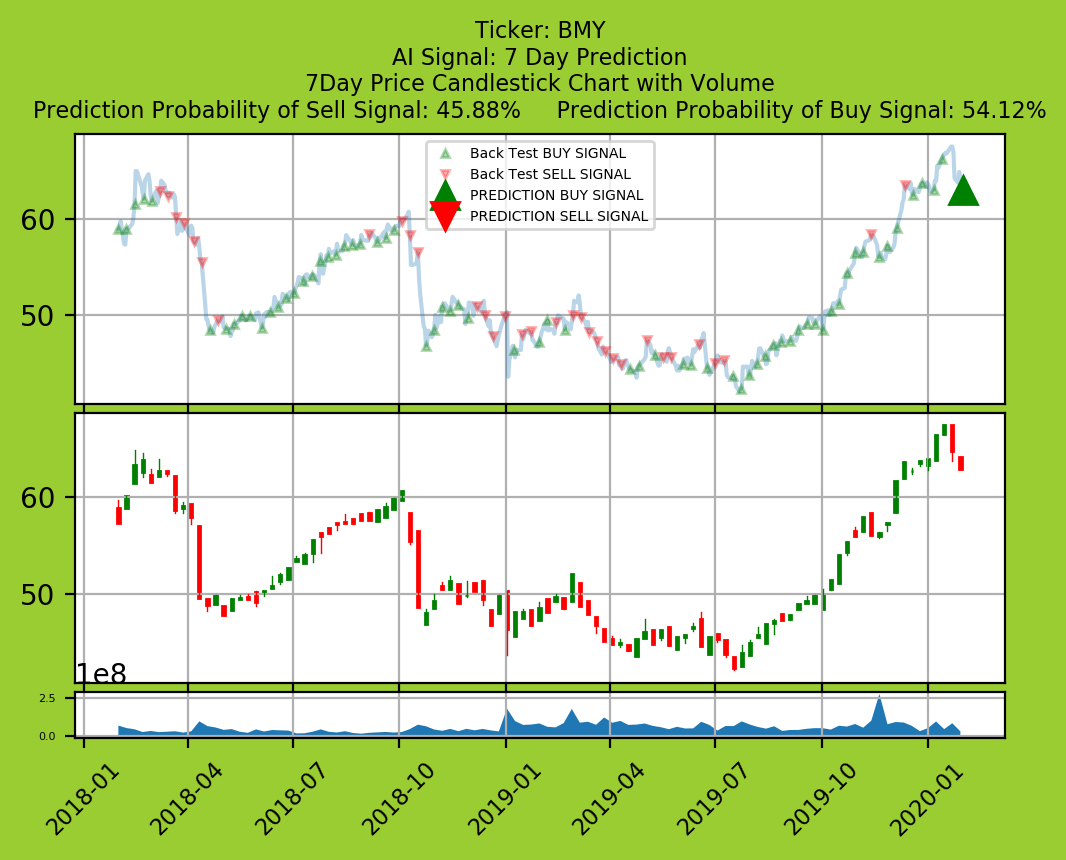 Ticker: BMY
AI Signal: 7 Day Prediction
7Day Price Candlestick Chart with Volume
Prediction Probability of Sell Signal: 45.88%     Prediction Probability of Buy Signal: 54.12%
Back Test BUY SIGNAL
Back Test SELL SIGNAL
PREDICTION BUY SIGNAL
PREDICTION SELL SIGNAL
60
50
60
50
1e8
2.5
0.0
2018-01
2018-04
2018-07
2018-10
2019-01
2019-04
2019-07
2019-10
2020-01